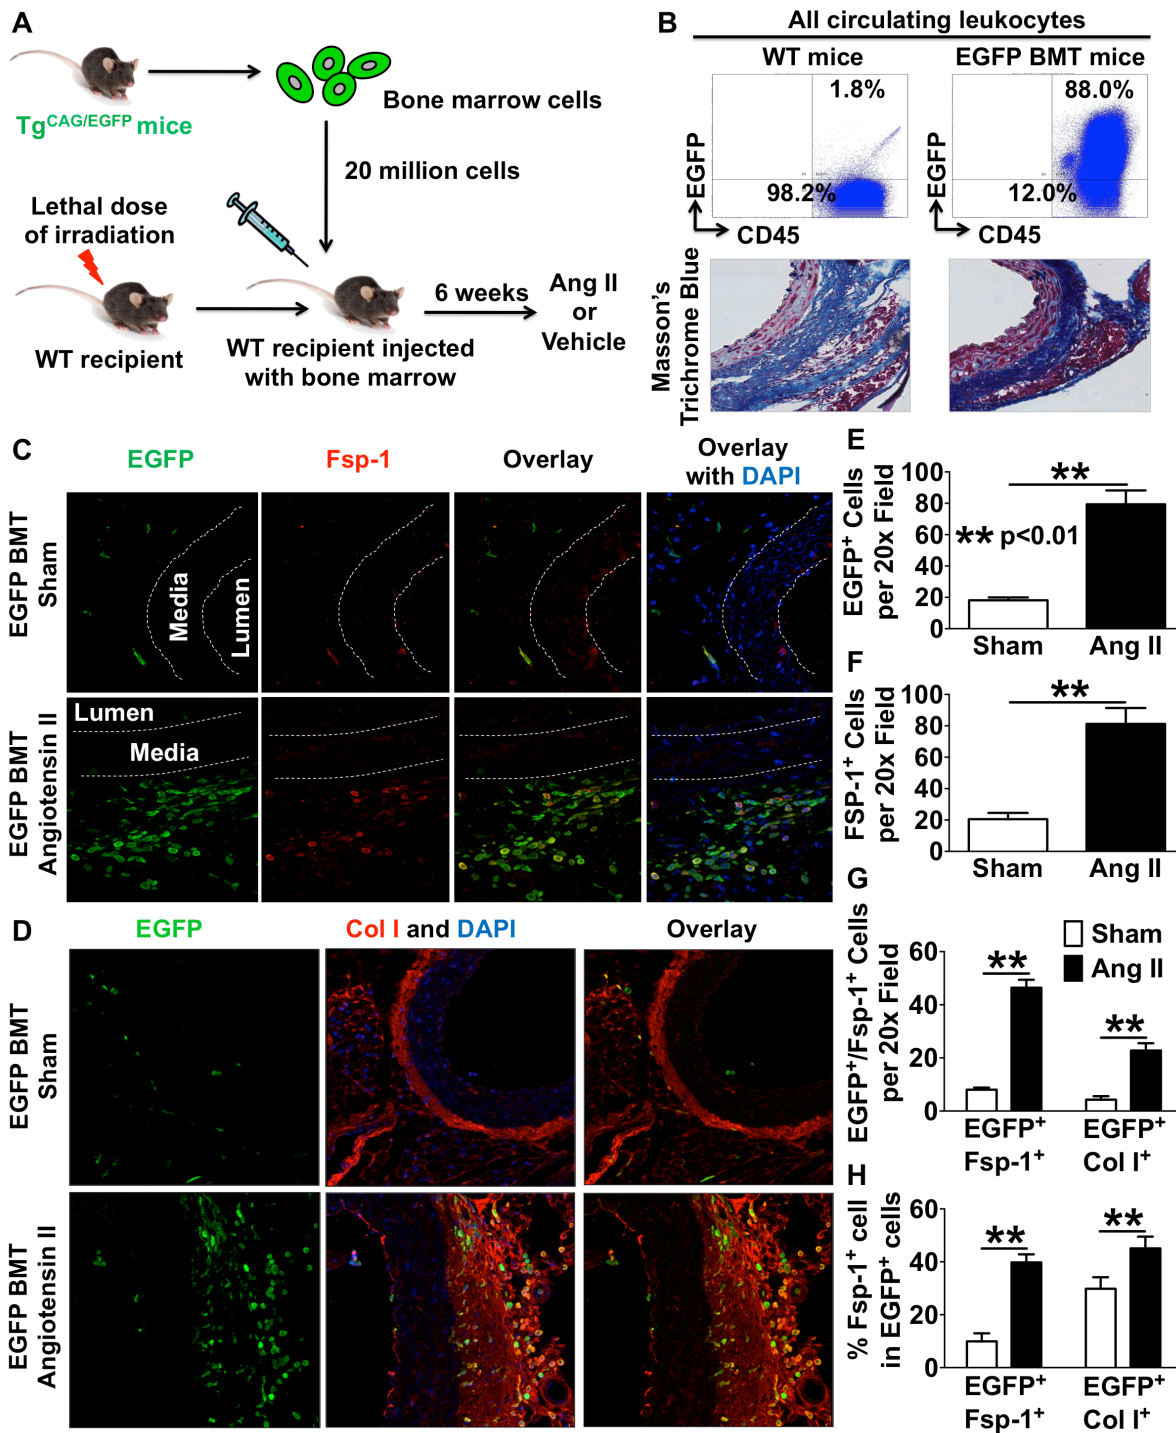 A
Tg^CAG/EGFP mice
Bone marrow cells
20 million cells
Lethal dose
of irradiation
WT recipient
WT recipient injected
with bone marrow
6 weeks
Ang II
or
Vehicle
B
All circulating leukocytes
WT mice
EGFP BMT mice
1.8%
98.2%
EGFP
CD45
88.0%
12.0%
EGFP
CD45
Masson's
Trichrome Blue
C
EGFP
Fsp-1
Overlay
Overlay
with DAPI
EGFP BMT
Sham
Media
Lumen
EGFP BMT
Angiotensin II
Lumen
Media
D
EGFP
Col I and DAPI
Overlay
EGFP BMT
Sham
EGFP BMT
Angiotensin II
E
EGFP⁺ Cells
per 20x Field
100
80
60
40
20
0
**
** p<0.01
Sham
Ang II
F
FSP-1⁺ Cells
per 20x Field
100
80
60
40
20
0
**
Sham
Ang II
G
EGFP⁺/Fsp-1⁺ Cells
per 20x Field
Sham
Ang II
60
40
20
0
**
**
EGFP⁺
Fsp-1⁺
EGFP⁺
Col I⁺
H
% Fsp-1⁺ cell
in EGFP⁺ cells
60
40
20
0
**
**
EGFP⁺
Fsp-1⁺
EGFP⁺
Col I⁺